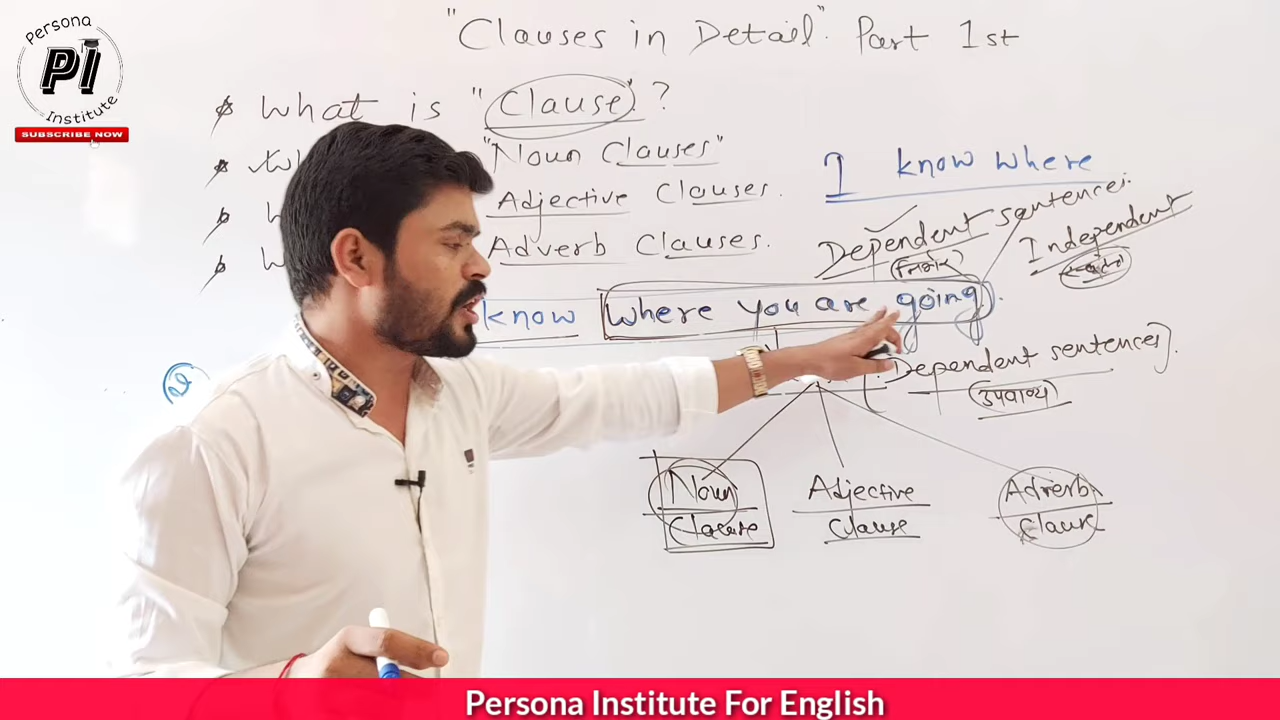 Persona
PI
Institute
SUBSCRIBE NOW
"Clauses in Detail" Part 1st
* What is "Clause"?
"Noun Clauses"
Adjective Clauses.
Adverb Clauses.
I know where
Dependent sentences.
Independent
know where you are going.
Dependent sentences).
उपवाक्य
Noun Clause
Adjective Clause
Adverb Clause
Persona Institute For English